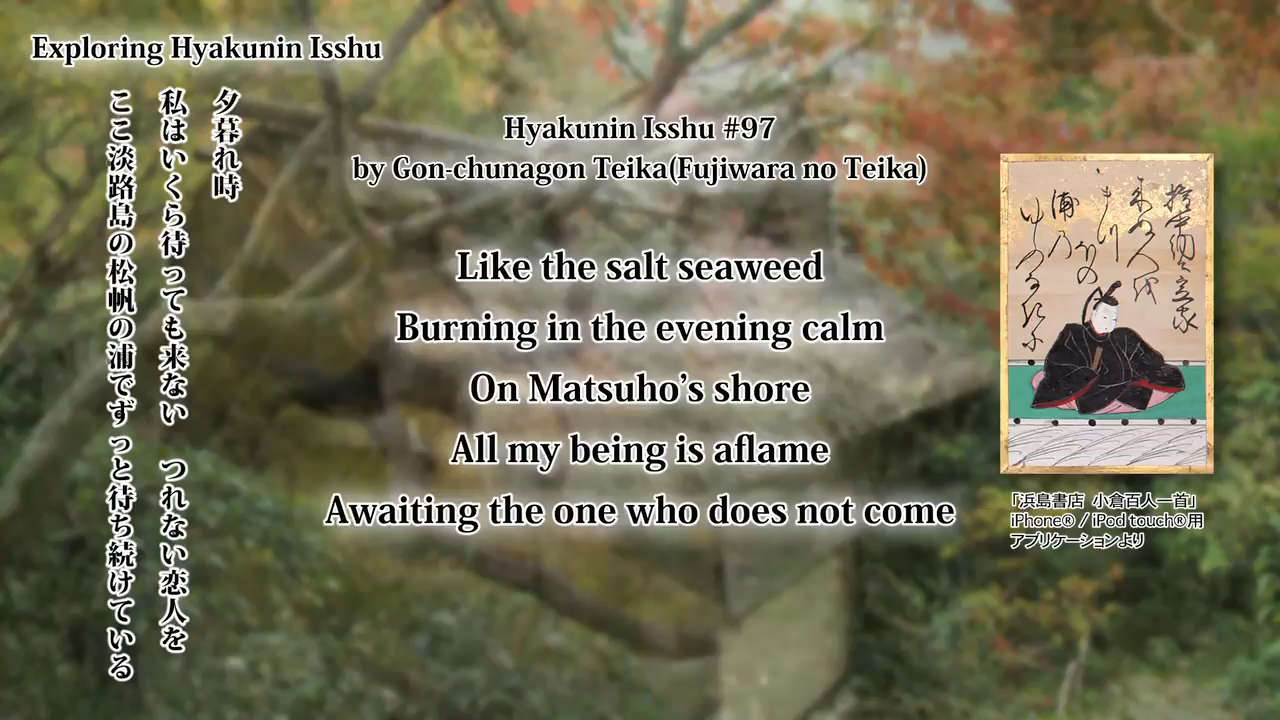 Exploring Hyakunin Isshu
夕暮れ時
私はいくら待っても来ない つれない恋人を
ここ淡路島の松帆の浦でずっと待ち続けている
Hyakunin Isshu #97
by Gon-chunagon Teika(Fujiwara no Teika)
Like the salt seaweed
Burning in the evening calm
On Matsuho’s shore
All my being is aflame
Awaiting the one who does not come
「浜島書店 小倉百人一首」
iPhone® / iPod touch®用
アプリケーションより